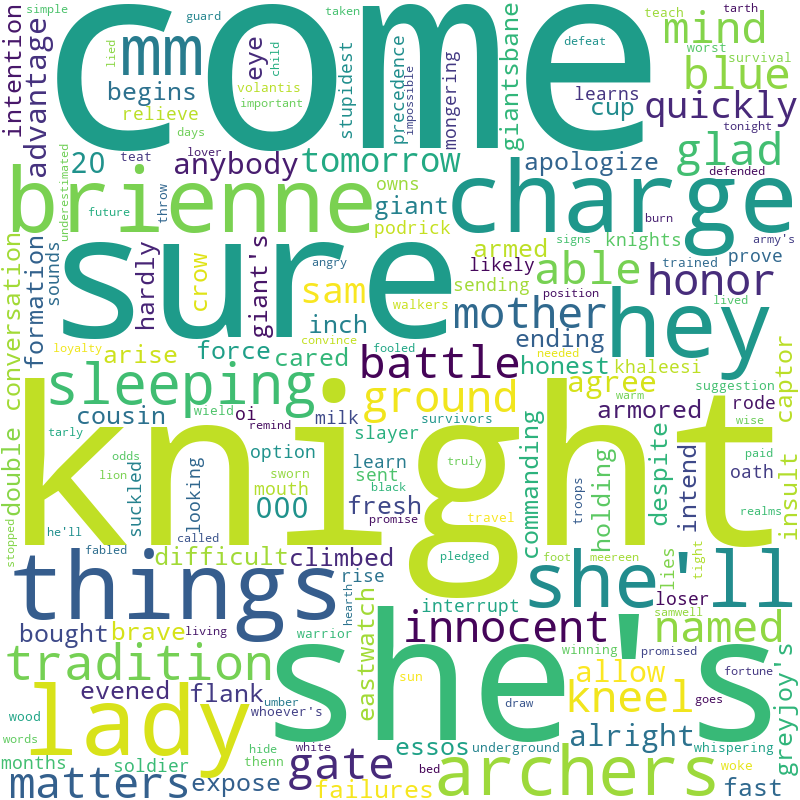 simple
guard
taken
come
teach
tarth
intention
lied
mm
eye
child
defeat
mind
worst
survival
advantage
begins
volantis
important
stupidest
precedence
impossible
mongering
giantsbane
learns
blue
relieve
cup
quickly
days
tonight
20
teat
lover
anybody
tomorrow
apologize
glad
defended
underestimated
brienne
throw
owns
giant
charge
burn
army's
future
podrick
signs
knights
trained
double conversation
formation
sounds
sure
hardly
crow
giant's
angry
armed
likely
able
prove
sending
position
honor
hey
lived
sam
walkers
inch
mother
ending
loyalty
arise
force
cared
convince
fooled
battle
needed
honest
khaleesi
sleeping
ground
agree
warm
suggestion
captor
cousin
wield
oi
milk
survivors
armored
rode
wise
tarly
remind
slayer
commanding
knight
odds
option
learn
holding
despite
intend
paid
oath
insult
lion
suckled
looking
sworn
mouth
sent
truly
troops
realms
stopped
he'll
OOO
black
fresh
promise
travel
fabled
called
difficult
climbed
pledged
foot
meereen
lies
tight
things
hearth
rise
she'll
loser
samwell
interrupt
bought
brave
living
warrior
innocent
named
eastwatch
winning
promised
tradition
sun
she's
allow
greyjoy's
evened
flank
umber
kneel
goes
fortune
lady
whoever's
draw
wood
words
hide
white
gate
essos
underground
alright
whispering
months
soldier
thenn
bed
woke
matters
expose
failures
archers
fast